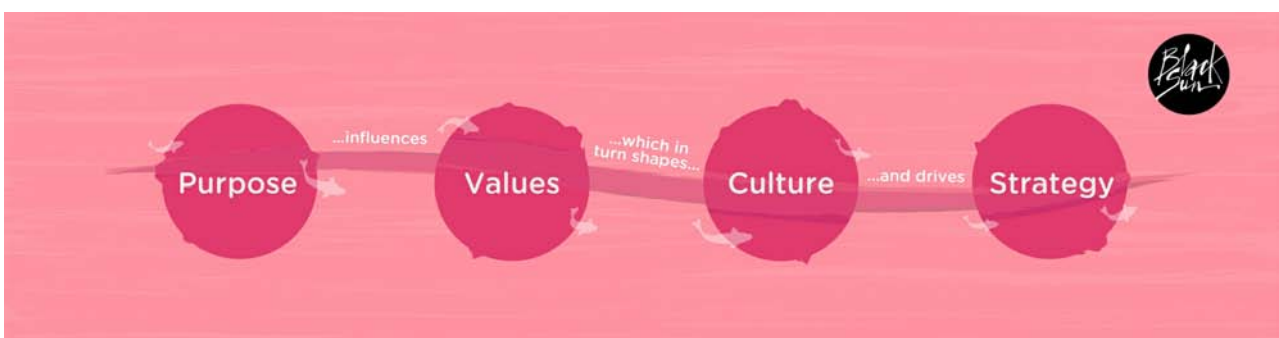 Black
Sun
Purpose
...influences
Values
...which in
turn shapes...
Culture
...and drives
Strategy